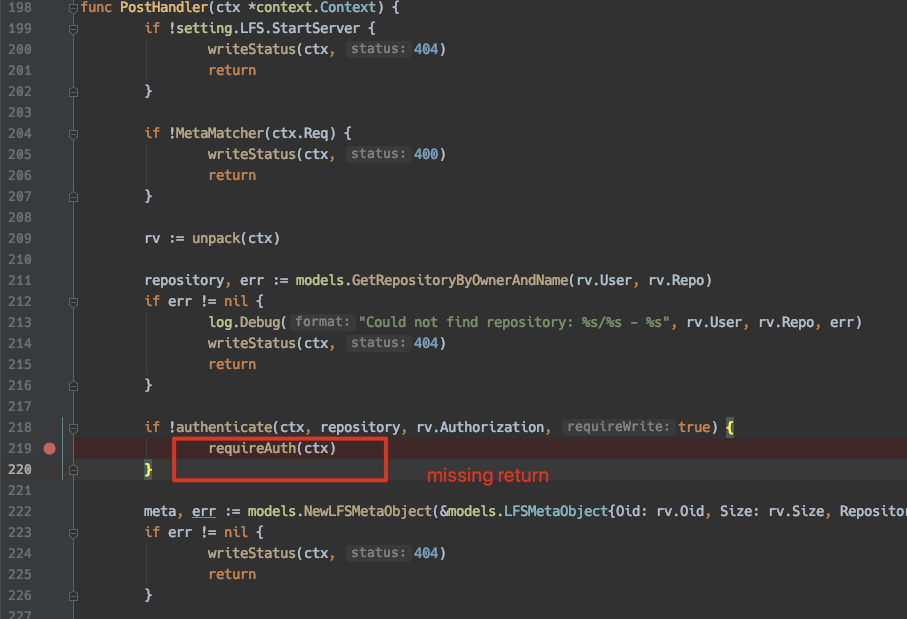 198 func PostHandler(ctx *context.Context) {
199 if !setting.LFS.StartServer {
200 writeStatus(ctx, status: 404)
201 return
202 }
203
204 if !MetaMatcher(ctx.Req) {
205 writeStatus(ctx, status: 400)
206 return
207 }
208
209 rv := unpack(ctx)
210
211 repository, err := models.GetRepositoryByOwnerAndName(rv.User, rv.Repo)
212 if err != nil {
213 log.Debug( format: "Could not find repository: %s/%s - %s", rv.User, rv.Repo, err)
214 writeStatus(ctx, status: 404)
215 return
216 }
217
218 if !authenticate(ctx, repository, rv.Authorization, requireWrite: true) {
219 requireAuth(ctx)
220 }
missing return
221
222 meta, err := models.NewLFSMetaObject(&models.LFSMetaObject{Oid: rv.Oid, Size: rv.Size, Reposito
223 if err != nil {
224 writeStatus(ctx, status: 404)
225 return
226 }
227